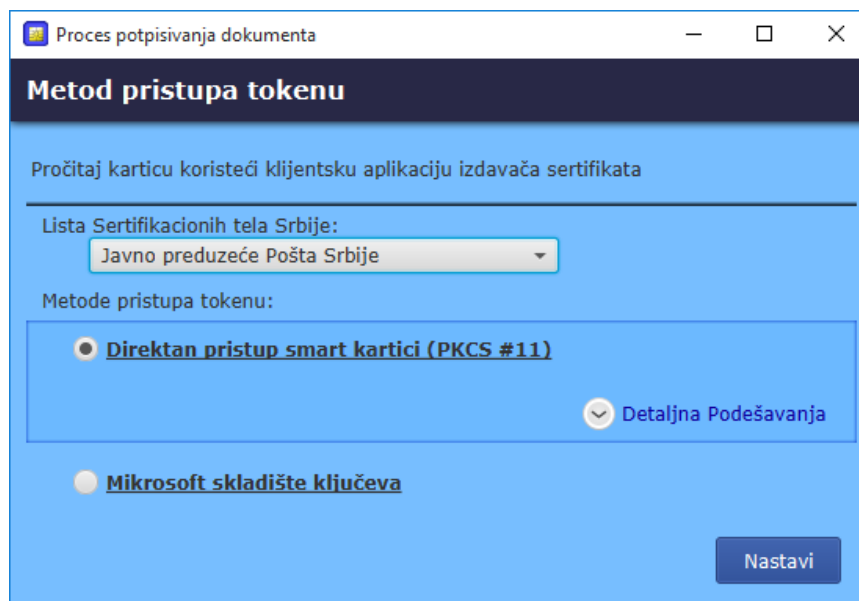 Proces potpisivanja dokumenta
Metod pristupa tokenu
Pročitaj karticu koristeći klijentsku aplikaciju izdavača sertifikata
Lista Sertifikacionih tela Srbije:
Javno preduzeće Pošta Srbije
Metode pristupa tokenu:
Direktan pristup smart kartici (PKCS #11)
Detaljna Podešavanja
Mikrosoft skladište ključeva
Nastavi